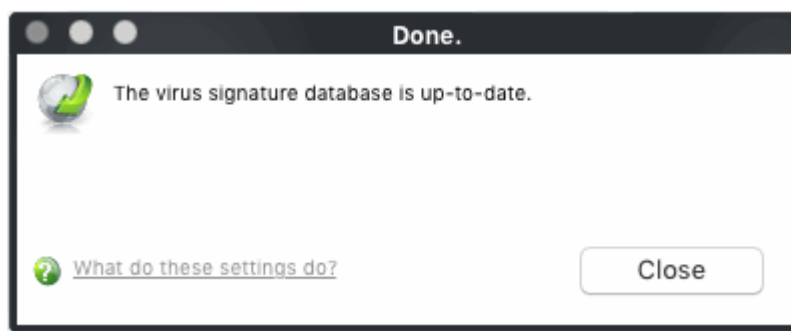 Done.
The virus signature database is up-to-date.
What do these settings do?
Close